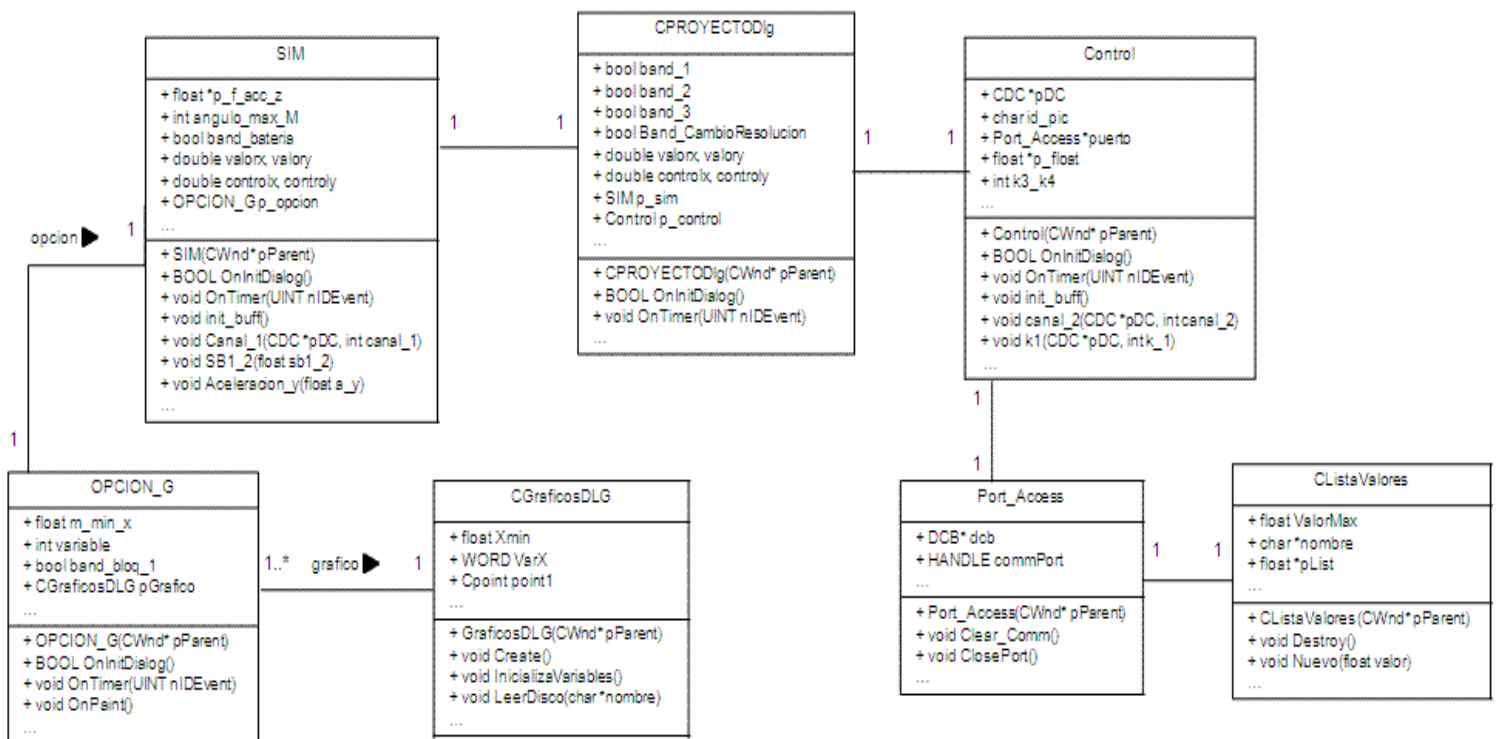 SIM
+ float *p_f_acc_z
+ int angulo_max_M
+ bool band_bateria
+ double valorx, valory
+ double controlx, controly
+ OPCION_G p_opcion
...
+ SIM(CWnd* pParent)
+ BOOL OnInitDialog()
+ void OnTimer(UINT nIDEvent)
+ void init_buff()
+ void Canal_1(CDC *pDC, int canal_1)
+ void SB1_2(float sb1_2)
+ void Aceleracion_y(float a_y)
...
1
1
CPROYECTODlg
+ bool band_1
+ bool band_2
+ bool band_3
+ bool Band_CambioResolucion
+ double valorx, valory
+ double controlx, controly
+ SIM p_sim
+ Control p_control
...
+ CPROYECTODlg(CWnd* pParent)
+ BOOL OnInitDialog()
+ void OnTimer(UINT nIDEvent)
...
1
1
Control
+ CDC *pDC
+ char id_pic
+ Port_Access *puerto
+ float *p_float
+ int k3_k4
...
+ Control(CWnd* pParent)
+ BOOL OnInitDialog()
+ void OnTimer(UINT nIDEvent)
+ void init_buff()
+ void canal_2(CDC *pDC, int canal_2)
+ void k1(CDC *pDC, int k_1)
...
opcion
1
1
OPCION_G
+ float m_min_x
+ int variable
+ bool band_bloq_1
+ CGraficosDLG pGrafico
...
+ OPCION_G(CWnd* pParent)
+ BOOL OnInitDialog()
+ void OnTimer(UINT nIDEvent)
+ void OnPaint()
...
1..* grafico 1
CGraficosDLG
+ float Xmin
+ WORD VarX
+ Cpoint point1
...
+ GraficosDLG(CWnd* pParent)
+ void Create()
+ void InicializaVariables()
+ void LeerDisco(char *nombre)
...
1
1
Port_Access
+ DCB* dcb
+ HANDLE commPort
...
+ Port_Access(CWnd* pParent)
+ void Clear_Comm()
+ void ClosePort()
...
1
1
CListaValores
+ float ValorMax
+ char *nombre
+ float *pList
...
+ CListaValores(CWnd* pParent)
+ void Destroy()
+ void Nuevo(float valor)
...